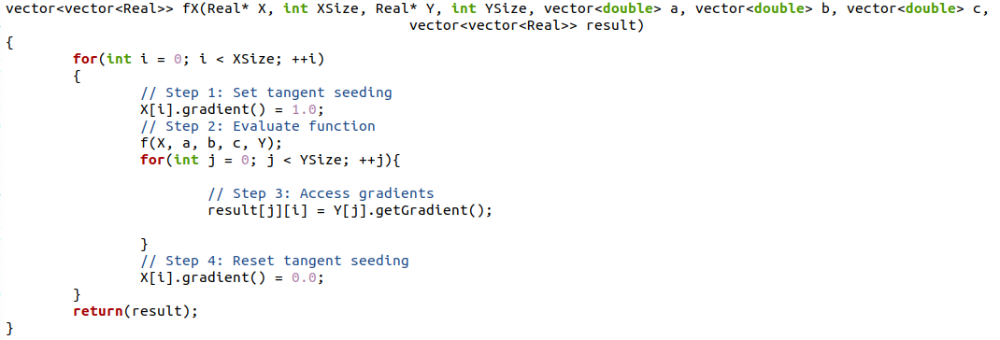 vector<vector<Real>> fX(Real* X, int XSize, Real* Y, int YSize, vector<double> a, vector<double> b, vector<double> c,
vector<vector<Real>> result)
{
for(int i = 0; i < XSize; ++i)
{
// Step 1: Set tangent seeding
X[i].gradient() = 1.0;
// Step 2: Evaluate function
f(X, a, b, c, Y);
for(int j = 0; j < YSize; ++j){
// Step 3: Access gradients
result[j][i] = Y[j].getGradient();
}
// Step 4: Reset tangent seeding
X[i].gradient() = 0.0;
}
return(result);
}